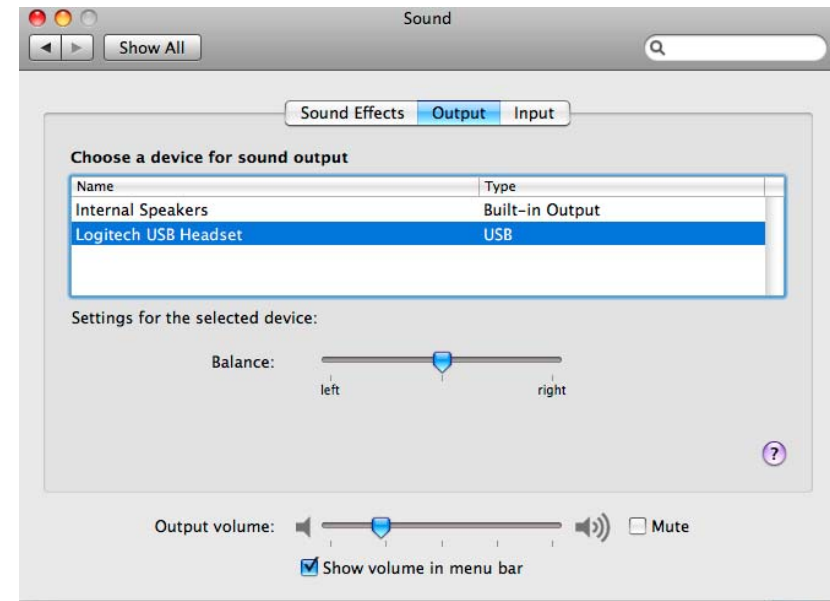 Sound
Show All
Sound Effects Output Input
Choose a device for sound output
Name Type
Internal Speakers Built-in Output
Logitech USB Headset USB
Settings for the selected device:
Balance:
left right
?
Output volume: Mute
Show volume in menu bar